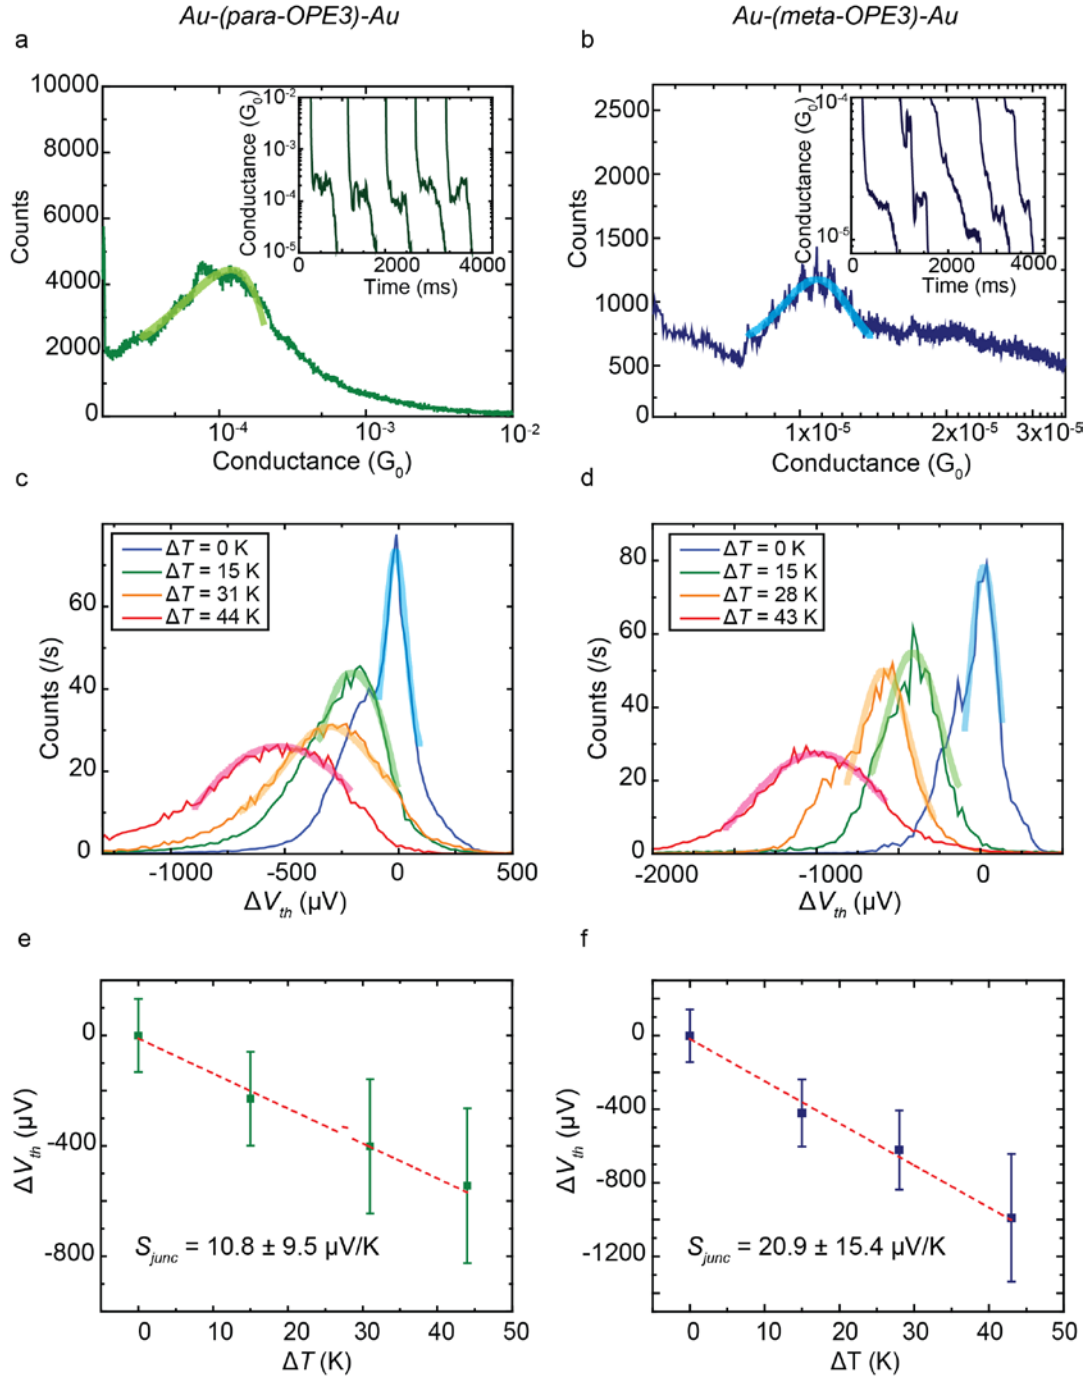 Au-(para-OPE3)-Au
Au-(meta-OPE3)-Au
a
10000
8000
6000
4000
2000
0
Counts
10⁻⁴
10⁻³
10⁻²
Conductance (G₀)
10⁻²
10⁻³
10⁻⁴
10⁻⁵
Conductance (G₀)
0
2000
4000
Time (ms)
b
2500
2000
1500
1000
500
0
Counts
1x10⁻⁵
2x10⁻⁵
3x10⁻⁵
Conductance (G₀)
10⁻⁴
10⁻⁵
Conductance (G₀)
0
2000
4000
Time (ms)
c
ΔT = 0 K
ΔT = 15 K
ΔT = 31 K
ΔT = 44 K
60
40
20
0
Counts (/s)
-1000
-500
0
500
ΔV_th (µV)
d
ΔT = 0 K
ΔT = 15 K
ΔT = 28 K
ΔT = 43 K
80
60
40
20
0
Counts (/s)
-2000
-1000
0
ΔV_th (µV)
e
0
-400
-800
ΔV_th (µV)
S_junc = 10.8 ± 9.5 µV/K
0
10
20
30
40
50
ΔT (K)
f
0
-400
-800
-1200
ΔV_th (µV)
S_junc = 20.9 ± 15.4 µV/K
0
10
20
30
40
50
ΔT (K)